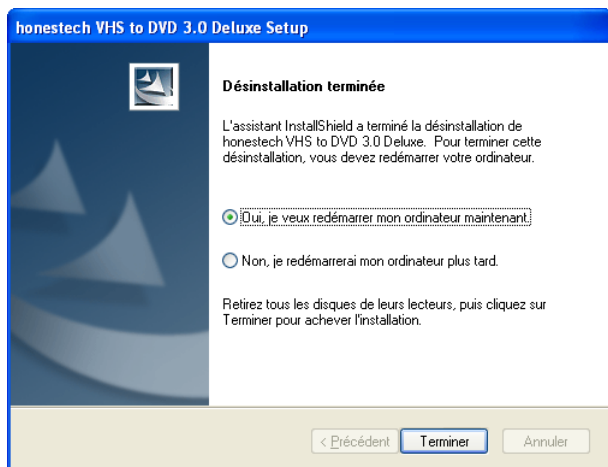 honestech VHS to DVD 3.0 Deluxe Setup
Désinstallation terminée
L'assistant InstallShield a terminé la désinstallation de
honestech VHS to DVD 3.0 Deluxe. Pour terminer cette
désinstallation, vous devez redémarrer votre ordinateur.
Oui, je veux redémarrer mon ordinateur maintenant.
Non, je redémarrerai mon ordinateur plus tard.
Retirez tous les disques de leurs lecteurs, puis cliquez sur
Terminer pour achever l'installation.
< Précédent Terminer Annuler